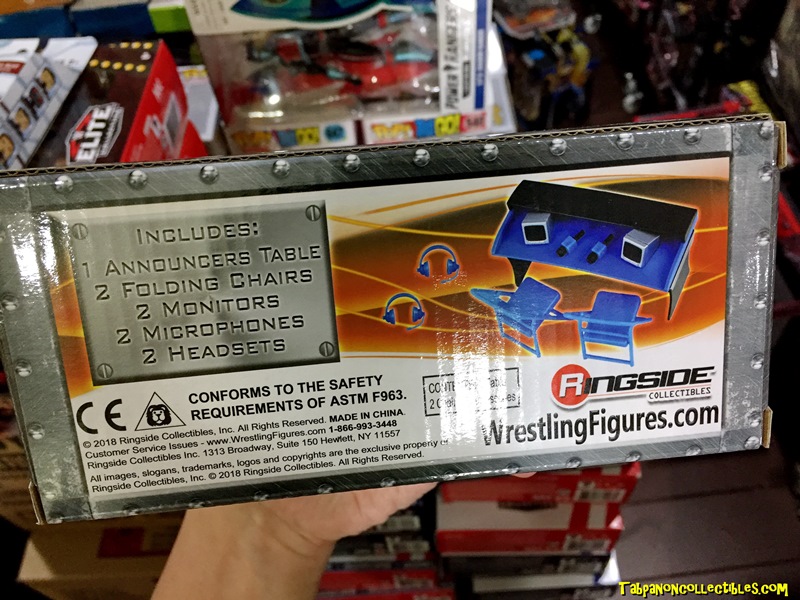 ELITE
POWER RANGERS
INCLUDES:
1 ANNOUNCERS TABLE
2 FOLDING CHAIRS
2 MONITORS
2 MICROPHONES
2 HEADSETS
CE
CONFORMS TO THE SAFETY
REQUIREMENTS OF ASTM F963.
© 2018 Ringside Collectibles, Inc. All Rights Reserved. MADE IN CHINA.
Customer Service Issues - www.WrestlingFigures.com 1-866-993-3448
Ringside Collectibles Inc. 1313 Broadway, Suite 150 Hewlett, NY 11557
All images, slogans, trademarks, logos and copyrights are the exclusive property of
Ringside Collectibles, Inc. © 2018 Ringside Collectibles. All Rights Reserved.
RINGSIDE
COLLECTIBLES
WrestlingFigures.com
Tabpanoncollectibles.com